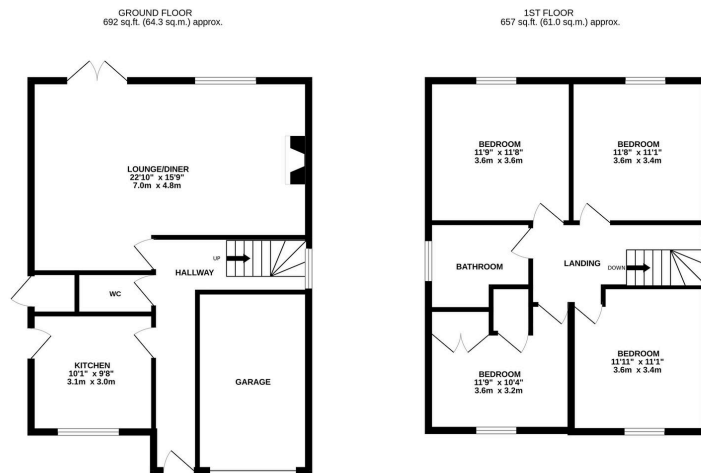 GROUND FLOOR
692 sq.ft. (64.3 sq.m.) approx.
LOUNGE/DINER
22'10" x 15'9"
7.0m x 4.8m
UP
HALLWAY
WC
KITCHEN
10'1" x 9'8"
3.1m x 3.0m
GARAGE
1ST FLOOR
657 sq.ft. (61.0 sq.m.) approx.
BEDROOM
11'9" x 11'8"
3.6m x 3.6m
BEDROOM
11'8" x 11'1"
3.6m x 3.4m
BATHROOM
LANDING
DOWN
BEDROOM
11'9" x 10'4"
3.6m x 3.2m
BEDROOM
11'11" x 11'1"
3.6m x 3.4m